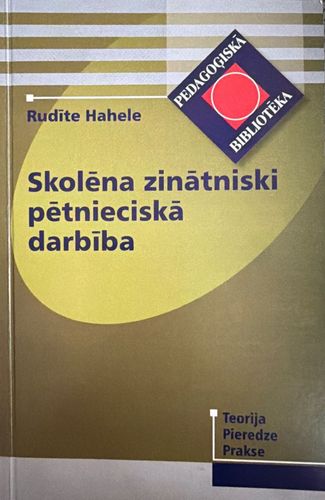 PEDAGOĢISKĀ
BIBLIOTĒKA
Rudīte Hahele
Skolēna zinātniski
pētnieciskā
darbība
Teorija
Pieredze
Prakse